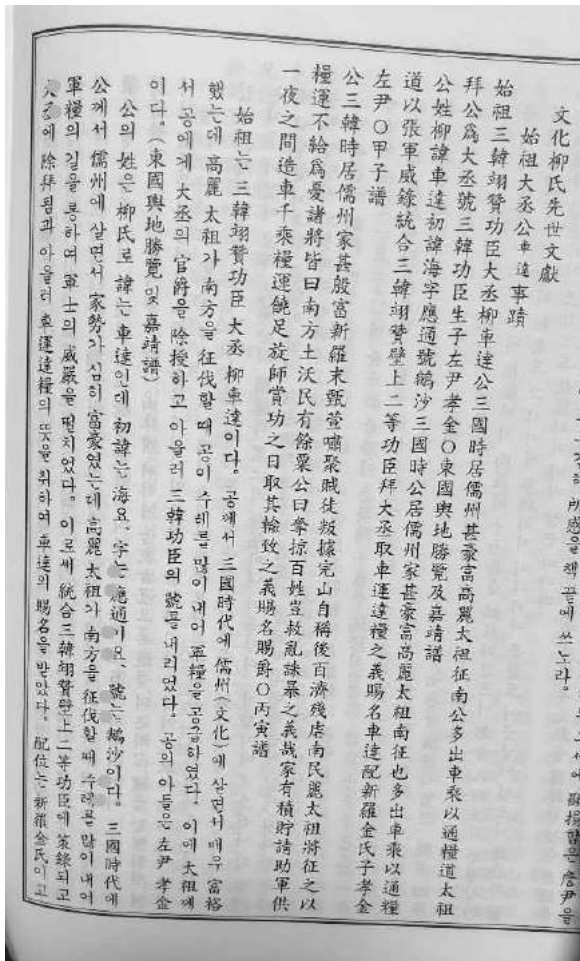 所感을 책 끝에 쓰노라。
文化柳氏先世文獻
始祖大丞公車達事蹟
始祖三韓翊贊功臣大丞柳車達公三國時居儒州甚豪富高麗太祖征南公多出車乘以通糧道太祖
拜公爲大丞號三韓功臣生子左尹孝金〇東國輿地勝覽及嘉靖譜
公姓柳諱車達初諱海字應通號鵝沙三國時公居儒州家甚豪富高麗太祖南征也多出車乘以通糧
道以張軍威錄統合三韓翊贊壁上二等功臣拜大丞取車運達糧之義賜名車達配新羅金氏子孝金
左尹〇甲子譜
公三韓時居儒州家甚殷富新羅末甄萱嘯聚賊徒叛據完山自稱後百濟殘虐南民麗太祖將征之以
糧運不給爲憂諸將皆曰南方土沃民有餘粟公曰奪掠百姓豈救亂誅暴之義哉家有積貯請助軍供
一夜之間造車千乘糧運饒足旋師賞功之日取其輸致之義賜名賜爵〇丙寅譜
始祖는 三韓翊贊功臣 大丞 柳車達이다。 공께서 三國時代에 儒州(文化)에 살면서 매우 富裕
했는데 高麗 太祖가 南方을 征伐할 때 공이 수레를 많이 내어 軍糧을 공급하였다。 이에 太祖께
서 공에게 大丞의 官爵을 除授하고 아울러 三韓功臣의 號를 내리었다。 公의 아들은 左尹 孝金
이다。(東國輿地勝覽 및 嘉靖譜)
公의 姓은 柳氏로 諱는 車達인데 初諱는 海요、字는 應通이요、號는 鵝沙이다。 三國時代에
公께서 儒州에 살면서 家勢가 심히 富豪였는데 高麗 太祖가 南方을 征伐할 때 수레를 많이 내어
軍糧의 길을 통하여 軍士의 威嚴을 떨치었다。 이로써 統合三韓翊贊壁上二等功臣에 策錄되고
大丞에 除拜됨과 아울러 車運達糧의 뜻을 취하여 車達의 賜名을 받았다。 配位는 新羅金氏이고